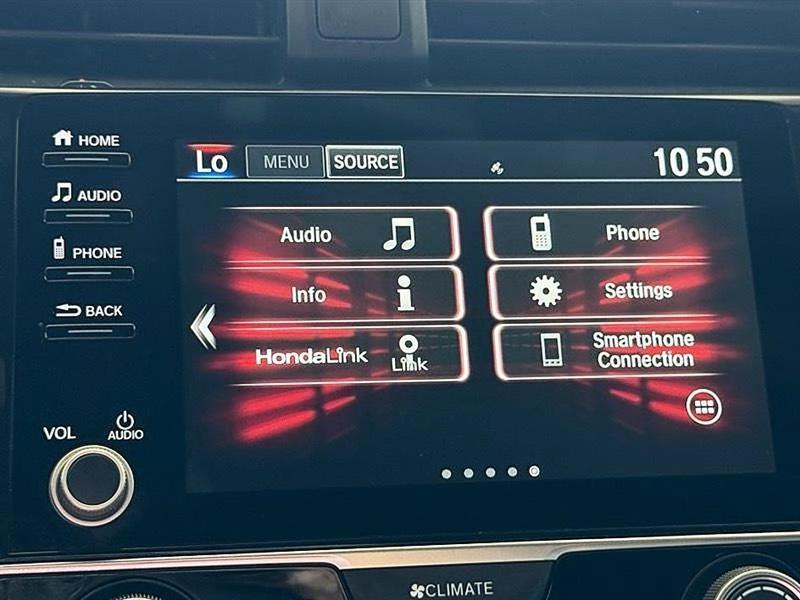 HOME
AUDIO
PHONE
BACK
VOL
AUDIO
Lo MENU SOURCE 10 50
Audio
Phone
Info
Settings
HondaLink
Link
Smartphone
Connection
CLIMATE